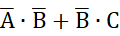 A̅ · B̅ + B̅ · C